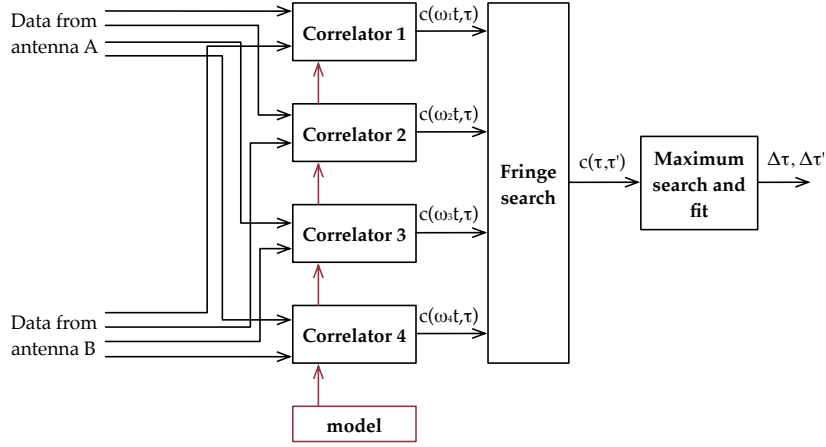 Data from
antenna A
Correlator 1
c(ω₁t,τ)
Correlator 2
c(ω₂t,τ)
Correlator 3
c(ω₃t,τ)
Data from
antenna B
Correlator 4
c(ω₄t,τ)
model
Fringe
search
c(τ,τ')
Maximum
search and
fit
Δτ, Δτ'